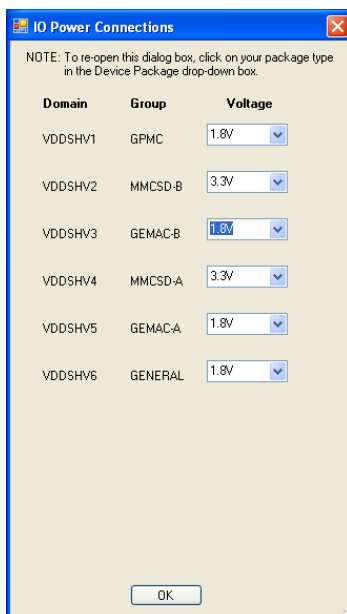 IO Power Connections
NOTE: To re-open this dialog box, click on your package type
in the Device Package drop-down box.
Domain Group Voltage
VDDSHV1 GPMC 1.8V
VDDSHV2 MMCSD-B 3.3V
VDDSHV3 GEMAC-B 1.8V
VDDSHV4 MMCSD-A 3.3V
VDDSHV5 GEMAC-A 1.8V
VDDSHV6 GENERAL 1.8V
OK